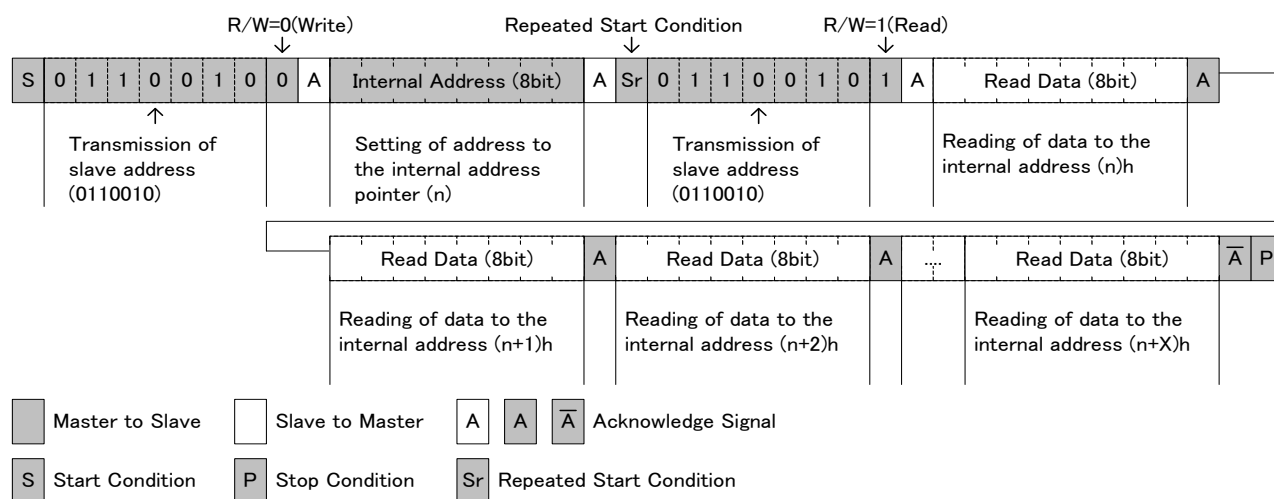 R/W=0(Write) Repeated Start Condition R/W=1(Read)
S 0 1 1 0 0 1 0 0 A Internal Address (8bit) A Sr 0 1 1 0 0 1 0 1 A Read Data (8bit) A
Transmission of slave address (0110010)
Setting of address to the internal address pointer (n)
Transmission of slave address (0110010)
Reading of data to the internal address (n)h
Read Data (8bit) A Read Data (8bit) A .... Read Data (8bit) A̅ P
Reading of data to the internal address (n+1)h
Reading of data to the internal address (n+2)h
Reading of data to the internal address (n+X)h
Master to Slave Slave to Master A A A̅ Acknowledge Signal
S Start Condition P Stop Condition Sr Repeated Start Condition